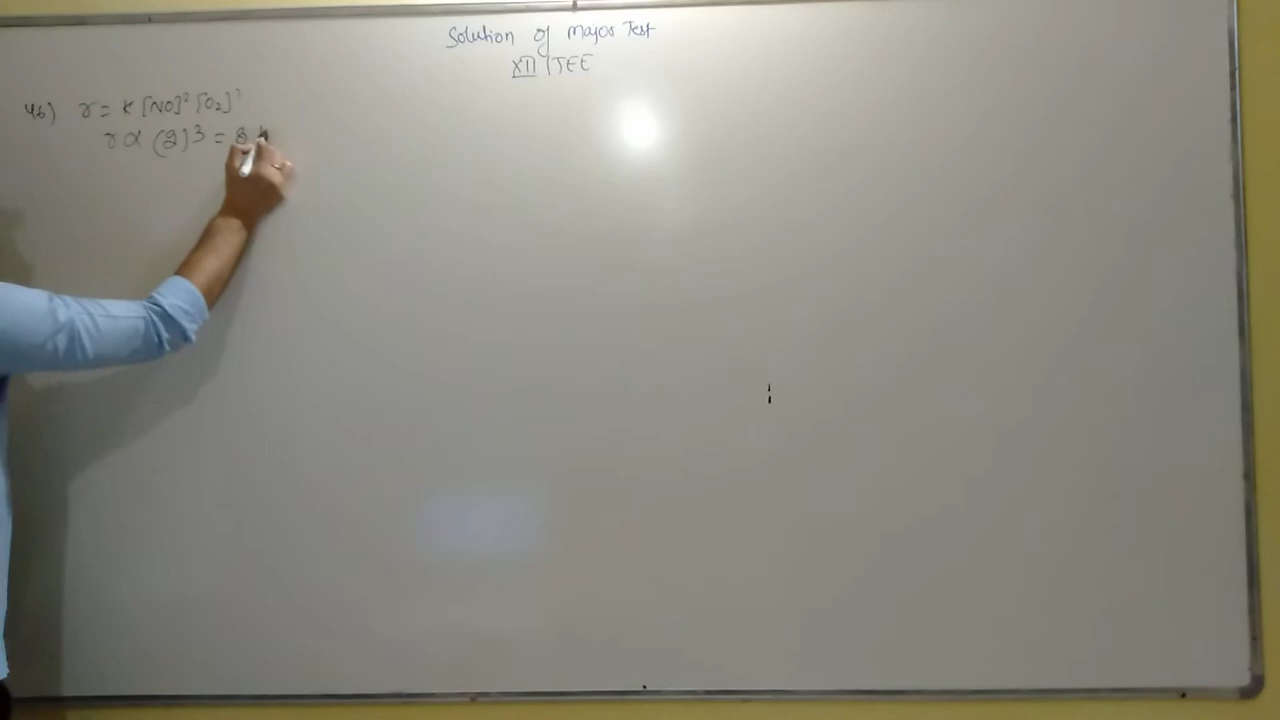 Solution of Major Test
XII JEE
46) r = K [NO]² [O₂]¹
r ∝ (2)³ = 8